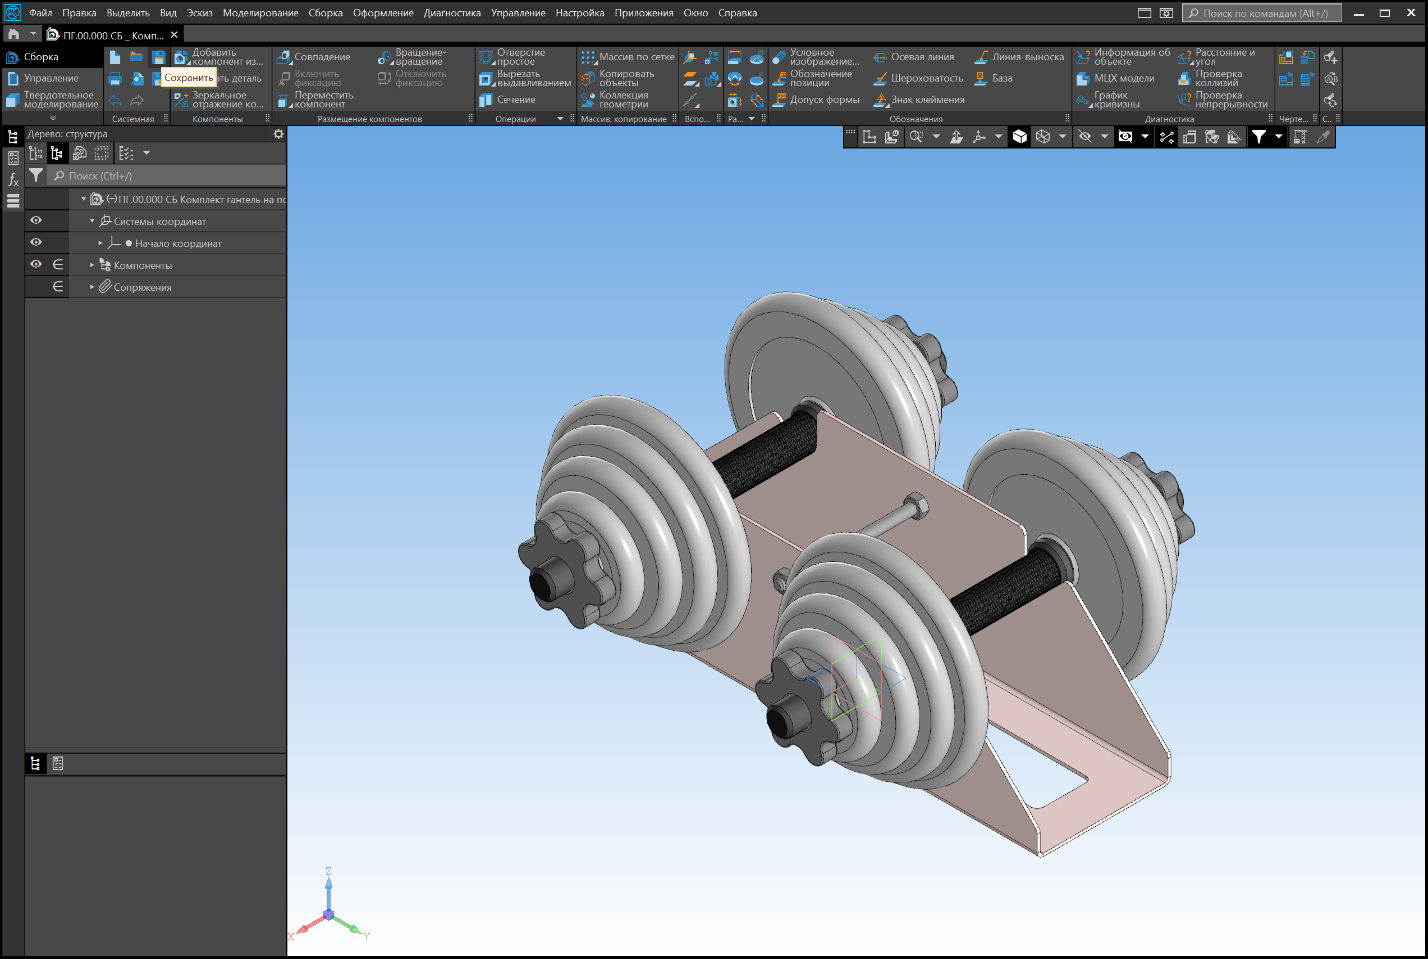 Файл Правка Выделить Вид Эскиз Моделирование Сборка Оформление Диагностика Управление Настройка Приложения Окно Справка
Поиск по командам (Alt+/)
ПГ.00.000 СБ _ Комп...
Сборка
Управление
Твердотельное моделирование
Сохранить
Системная
Добавить компонент из...
ать деталь
Зеркальное отражение ко...
Компоненты
Совпадение
Включить фиксацию
Переместить компонент
Вращение-вращение
Отключить фиксацию
Размещение компонентов
Отверстие простое
Вырезать выдавливанием
Сечение
Операции
Массив по сетке
Копировать объекты
Коллекция геометрии
Массив, копирование
Вспо...
Ра...
Условное изображение...
Обозначение позиции
Допуск формы
Осевая линия
Шероховатость
Знак клеймения
Линия-выноска
База
Обозначения
Информация об объекте
МЦХ модели
График кривизны
Расстояние и угол
Проверка коллизий
Проверка непрерывности
Диагностика
Черте...
С...
Дерево: структура
Поиск (Ctrl+/)
(-)ПГ.00.000 СБ Комплект гантель на по
Системы координат
Начало координат
Компоненты
Сопряжения
Z
X
Y